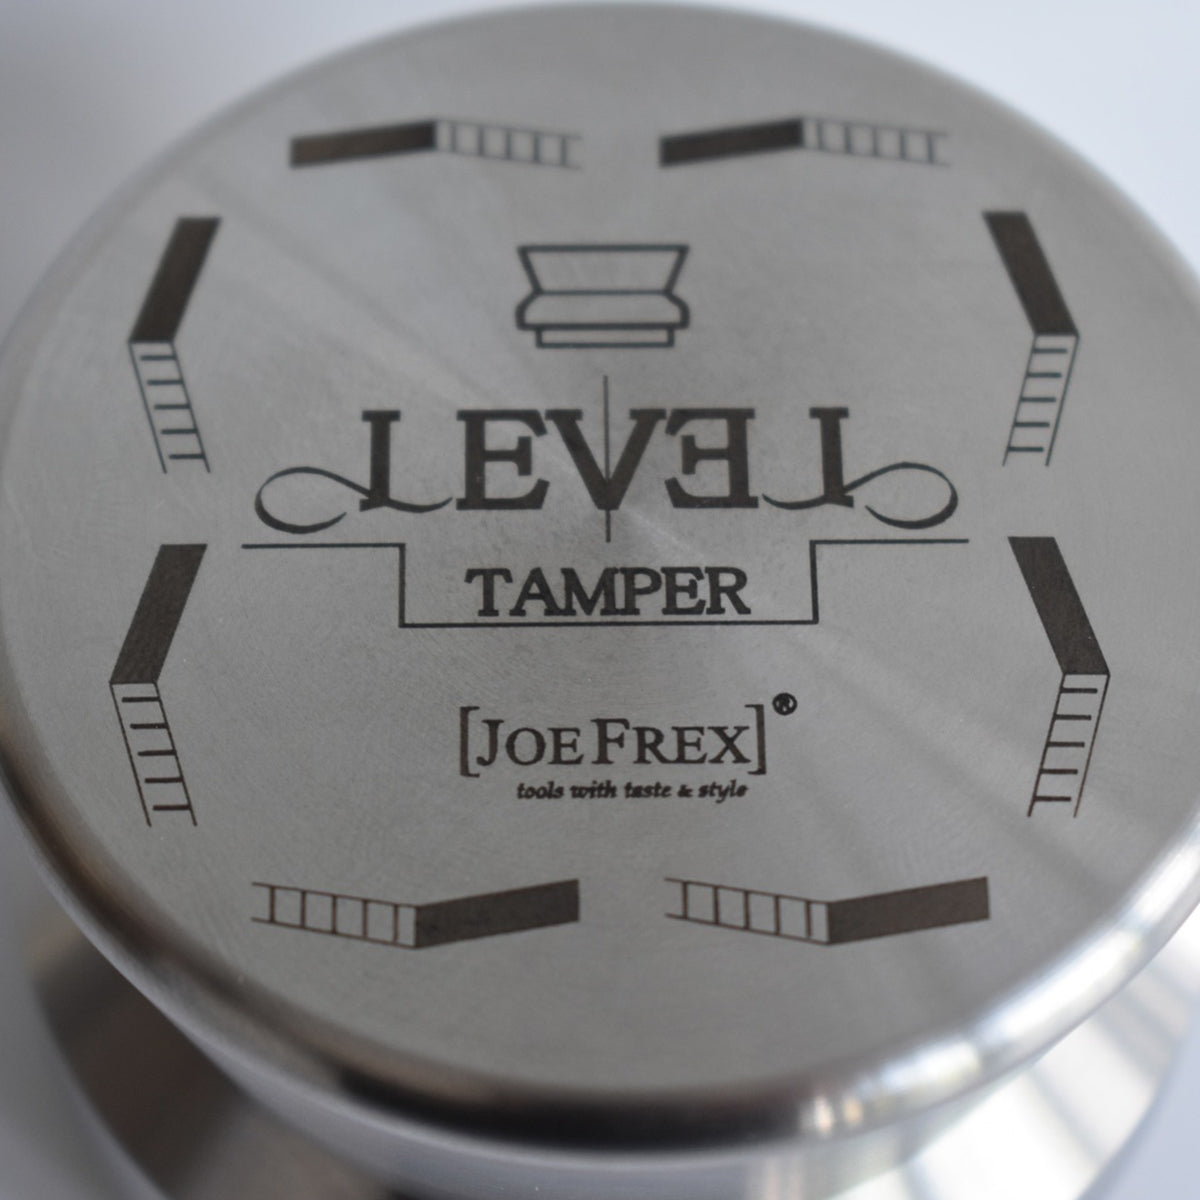 LEVEL
TAMPER
[JOEFREX]®
tools with taste & style